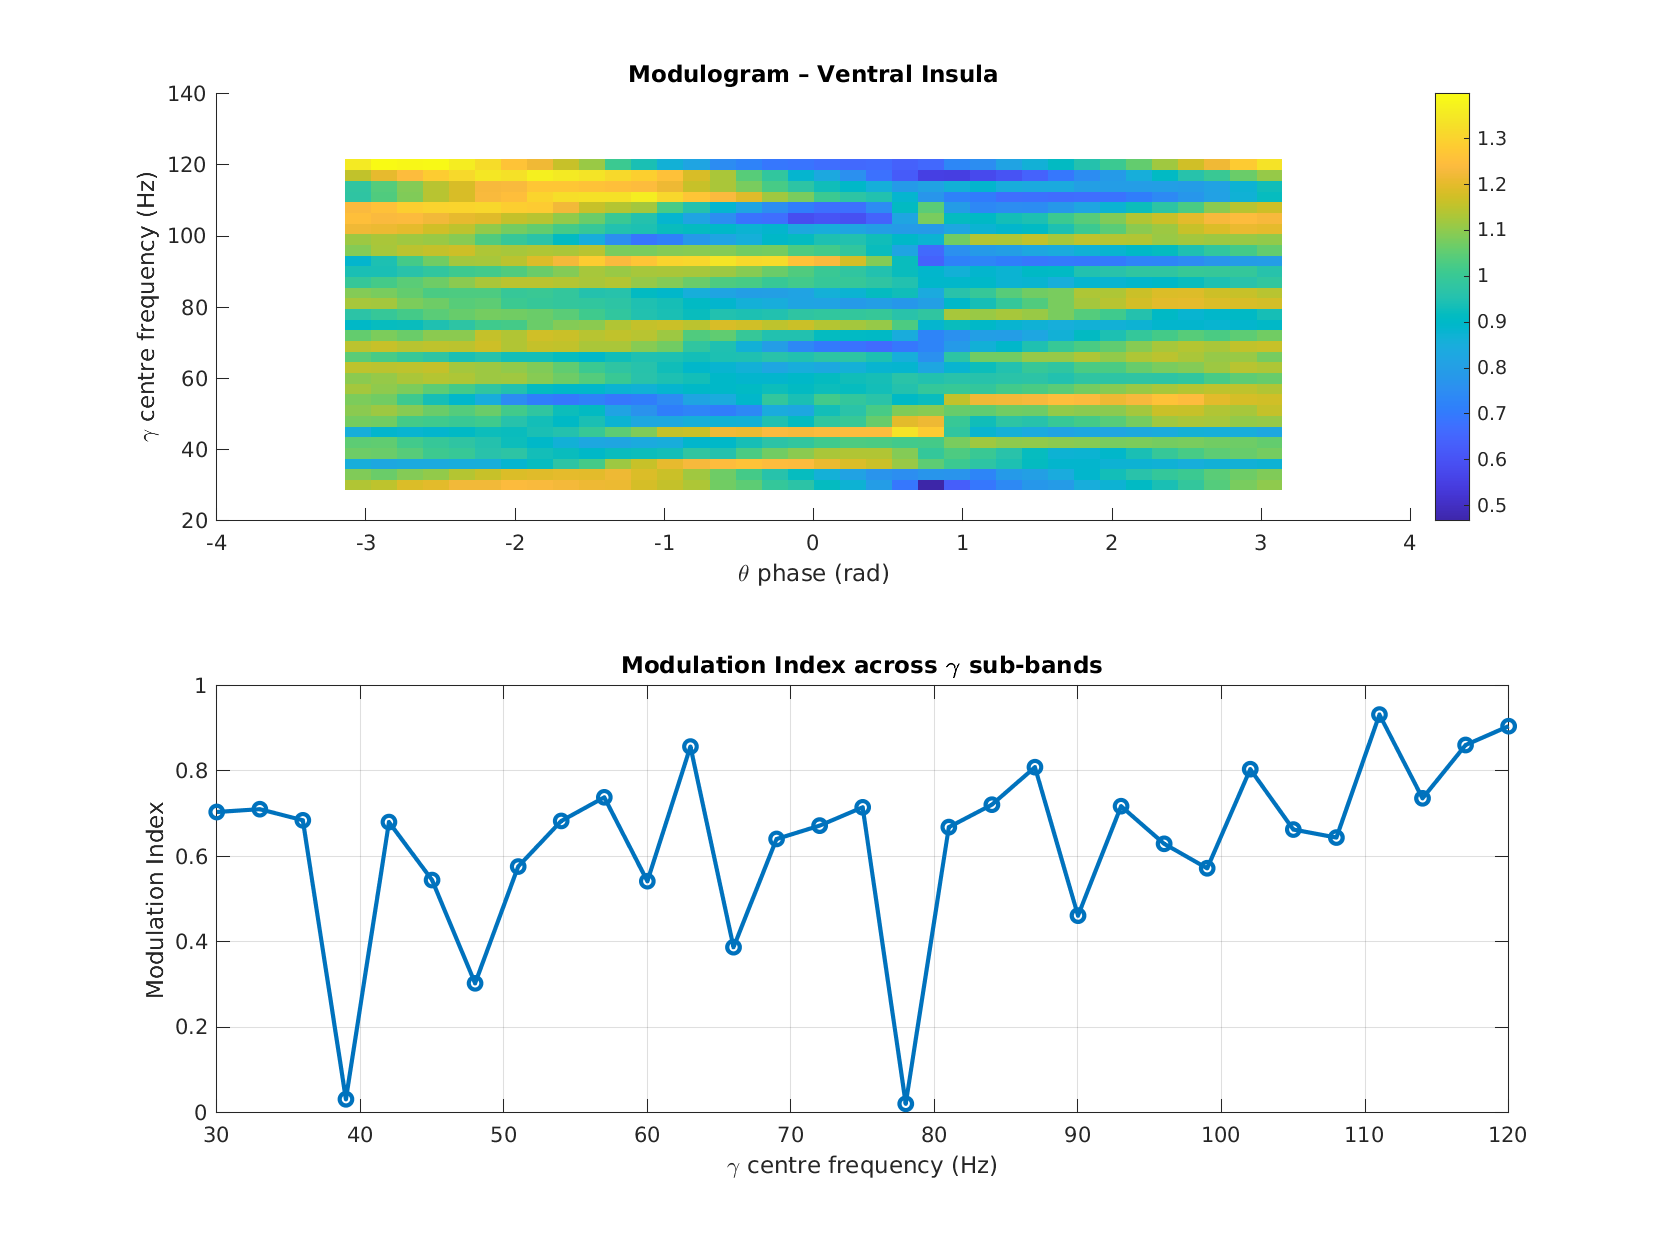 Modulogram – Ventral Insula
140
120
100
80
60
40
20
γ centre frequency (Hz)
-4 -3 -2 -1 0 1 2 3 4
θ phase (rad)
1.3
1.2
1.1
1
0.9
0.8
0.7
0.6
0.5
Modulation Index across γ sub-bands
1
0.8
0.6
0.4
0.2
0
Modulation Index
30 40 50 60 70 80 90 100 110 120
γ centre frequency (Hz)